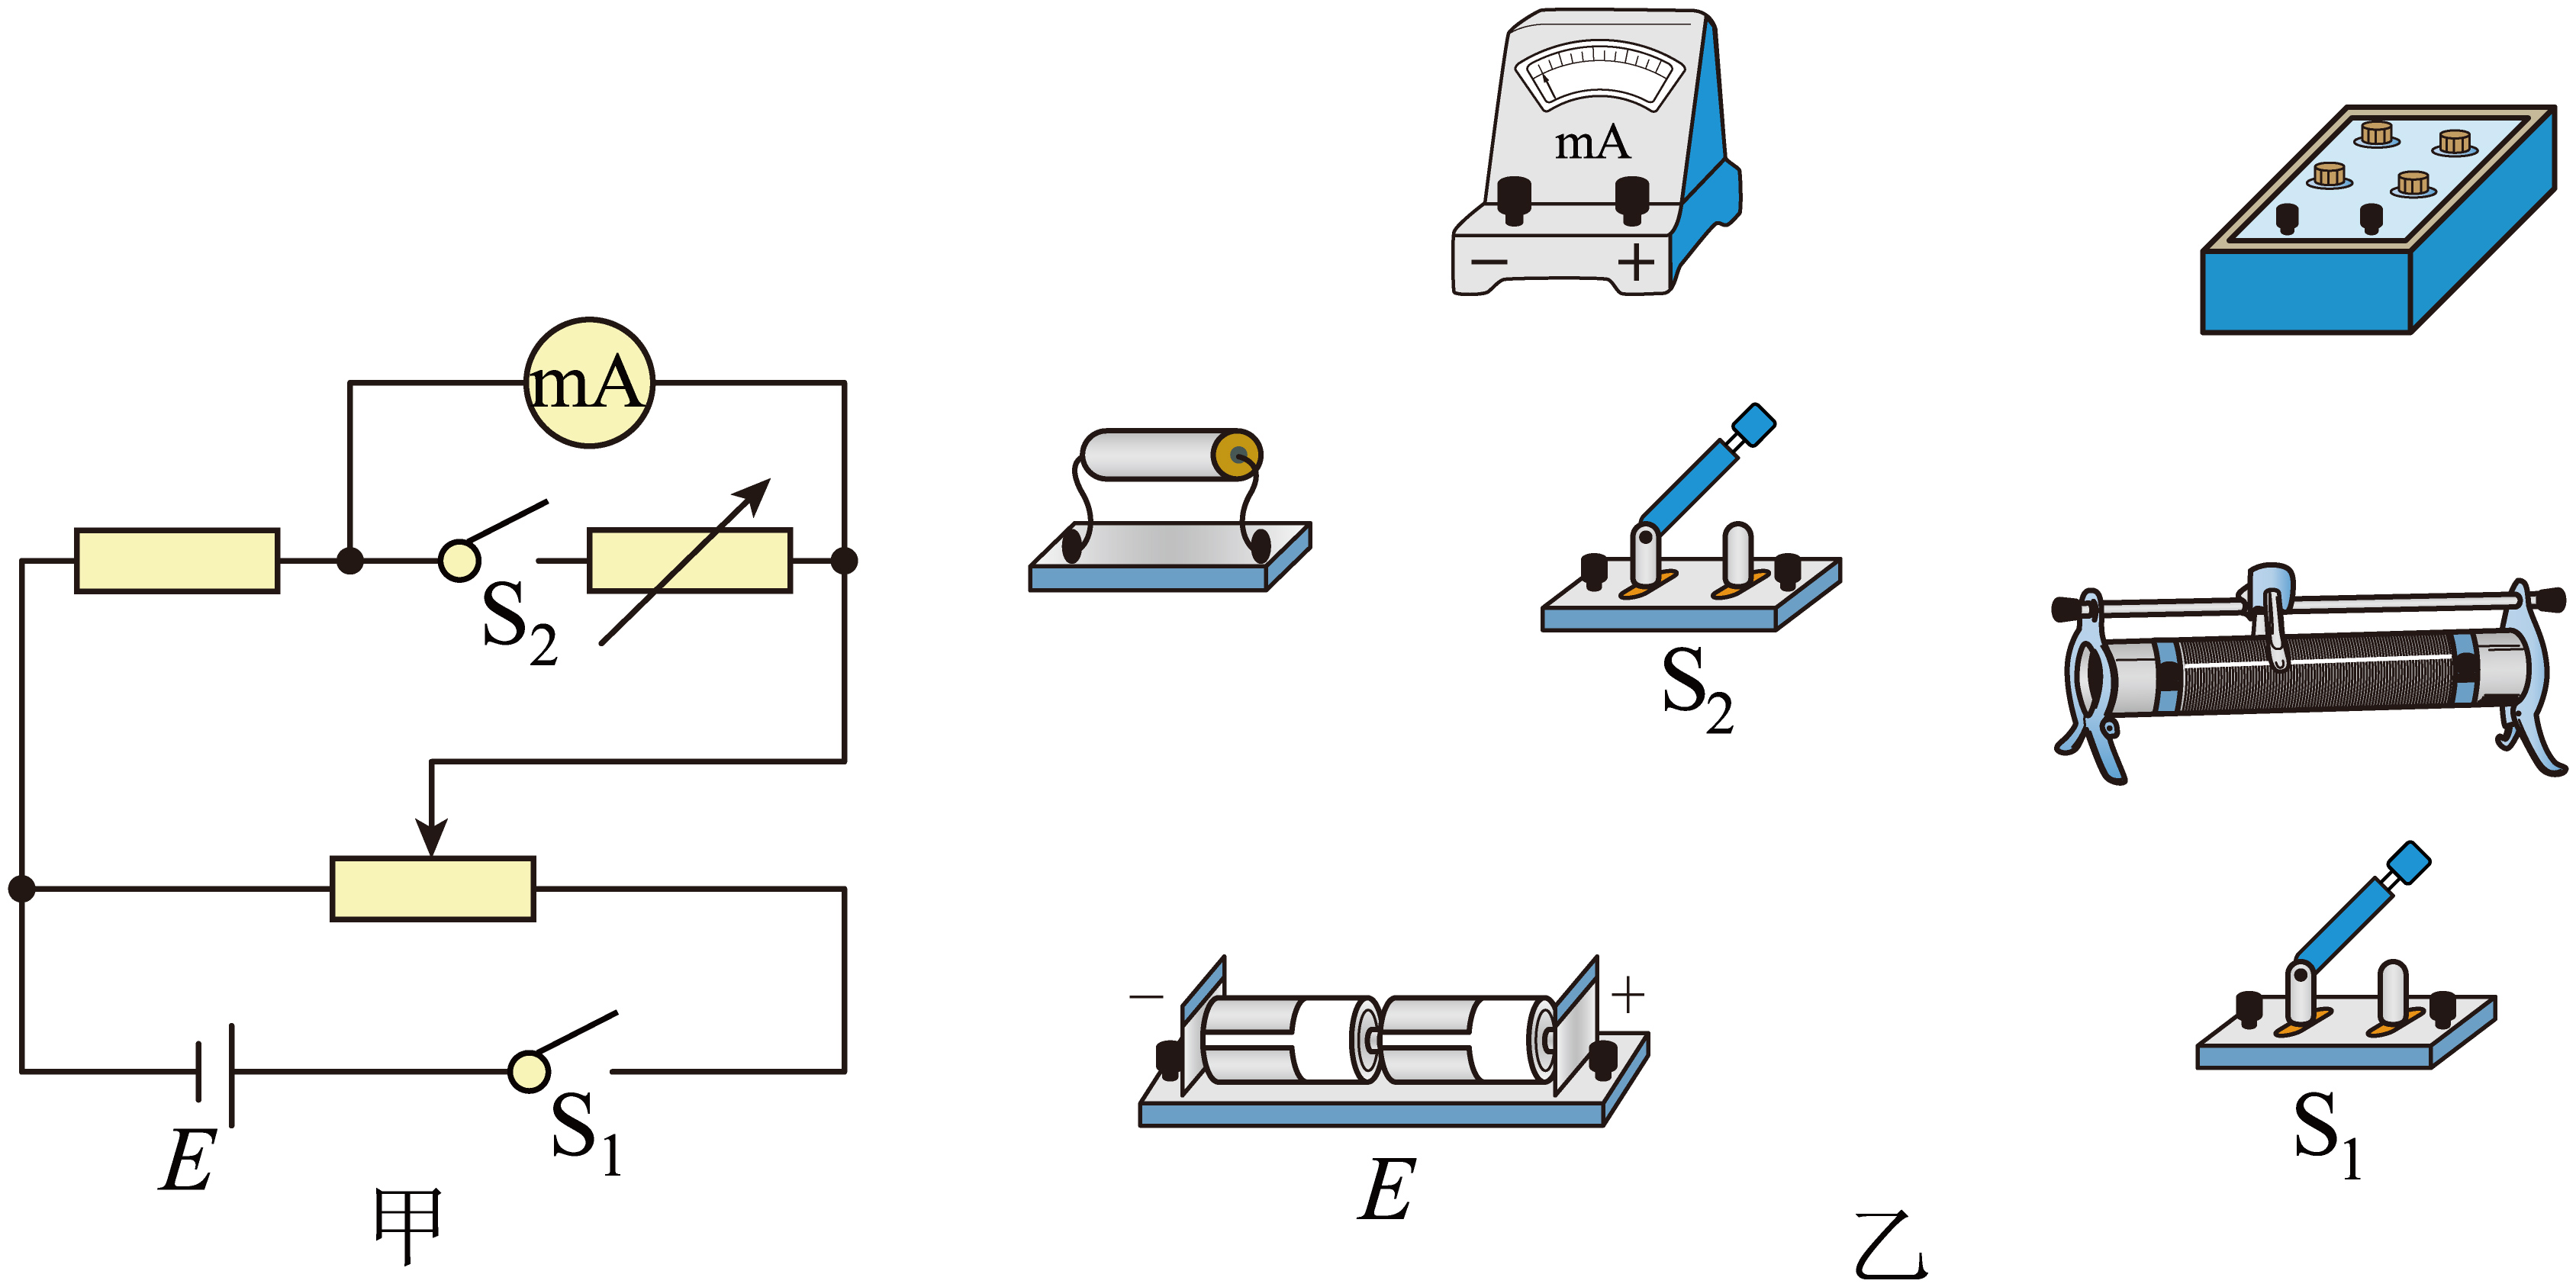 mA
S2
E
S1
甲
mA
− +
S2
− +
E
S1
乙